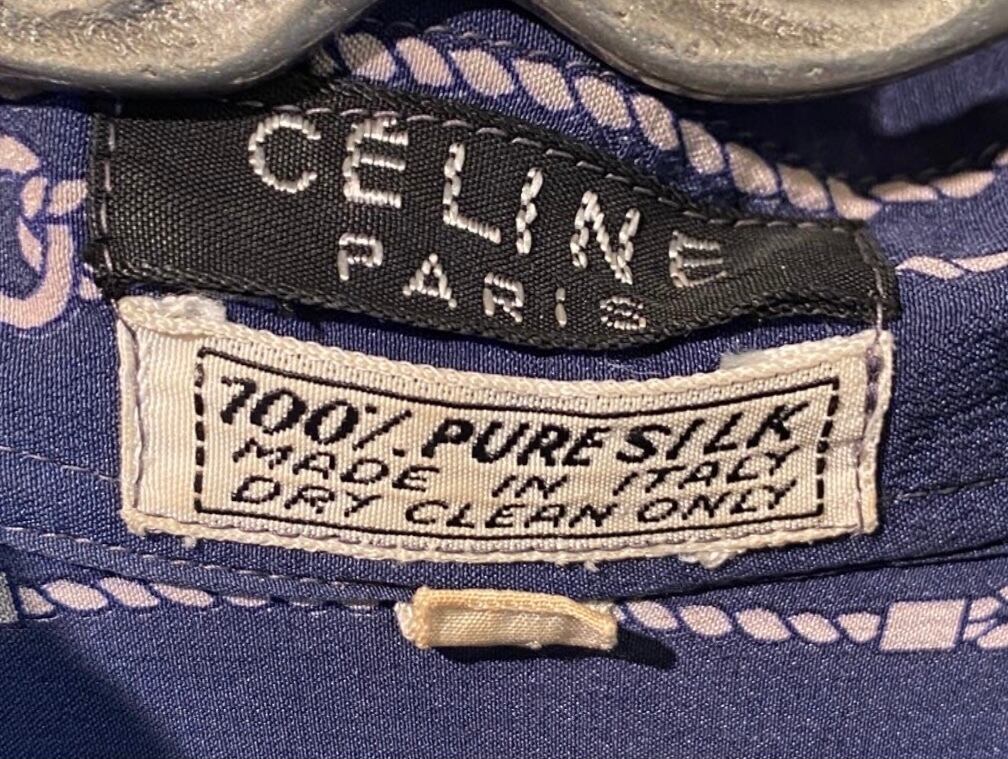 CÉLINE
PARiS
100% PURE SILK
MADE IN ITALY
DRY CLEAN ONLY